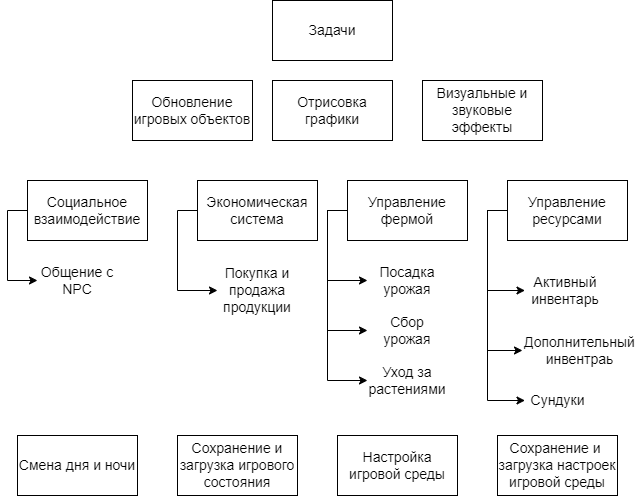 Задачи
Обновление
игровых объектов
Отрисовка
графики
Визуальные и
звуковые
эффекты
Социальное
взаимодействие
Экономическая
система
Управление
фермой
Управление
ресурсами
Общение с
NPC
Покупка и
продажа
продукции
Посадка
урожая
Сбор
урожая
Уход за
растениями
Активный
инвентарь
Дополнительный
инвентраь
Сундуки
Смена дня и ночи
Сохранение и
загрузка игрового
состояния
Настройка
игровой среды
Сохранение и
загрузка настроек
игровой среды